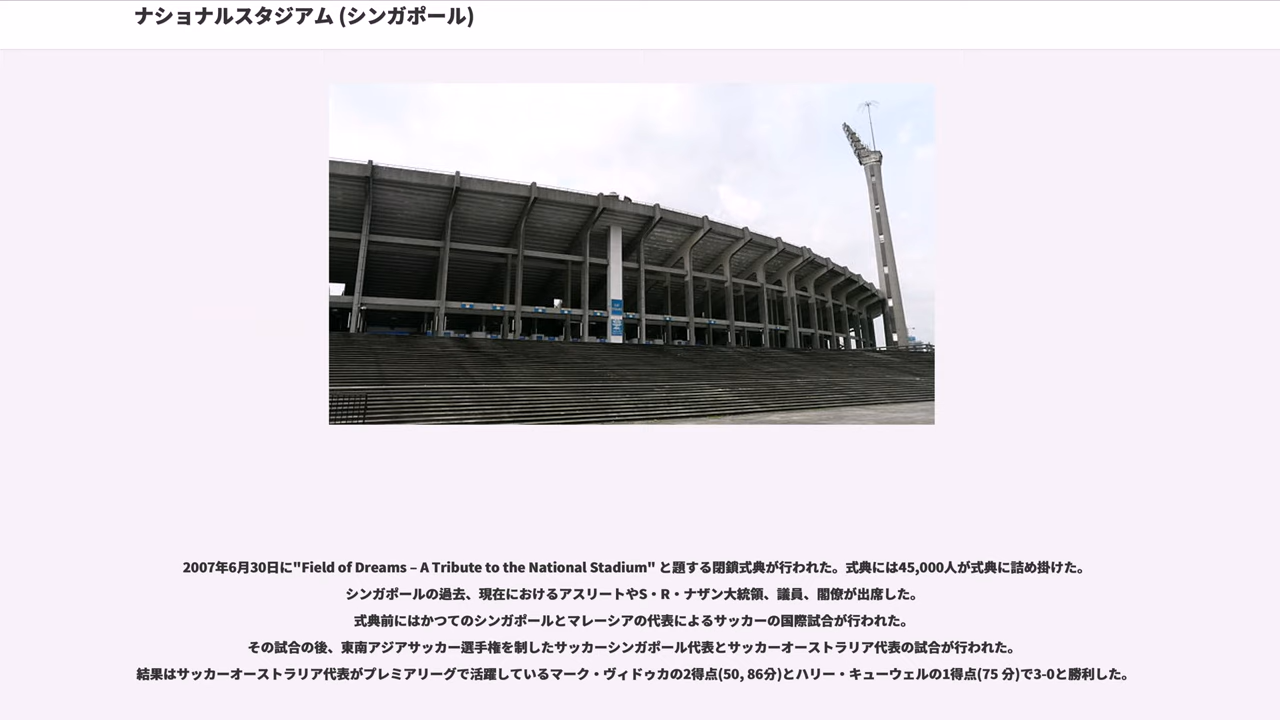 ナショナルスタジアム (シンガポール)
2007年6月30日に"Field of Dreams – A Tribute to the National Stadium" と題する閉鎖式典が行われた。式典には45,000人が式典に詰め掛けた。
シンガポールの過去、現在におけるアスリートやS・R・ナザン大統領、議員、閣僚が出席した。
式典前にはかつてのシンガポールとマレーシアの代表によるサッカーの国際試合が行われた。
その試合の後、東南アジアサッカー選手権を制したサッカーシンガポール代表とサッカーオーストラリア代表の試合が行われた。
結果はサッカーオーストラリア代表がプレミアリーグで活躍しているマーク・ヴィドゥカの2得点(50, 86分)とハリー・キューウェルの1得点(75 分)で3-0と勝利した。